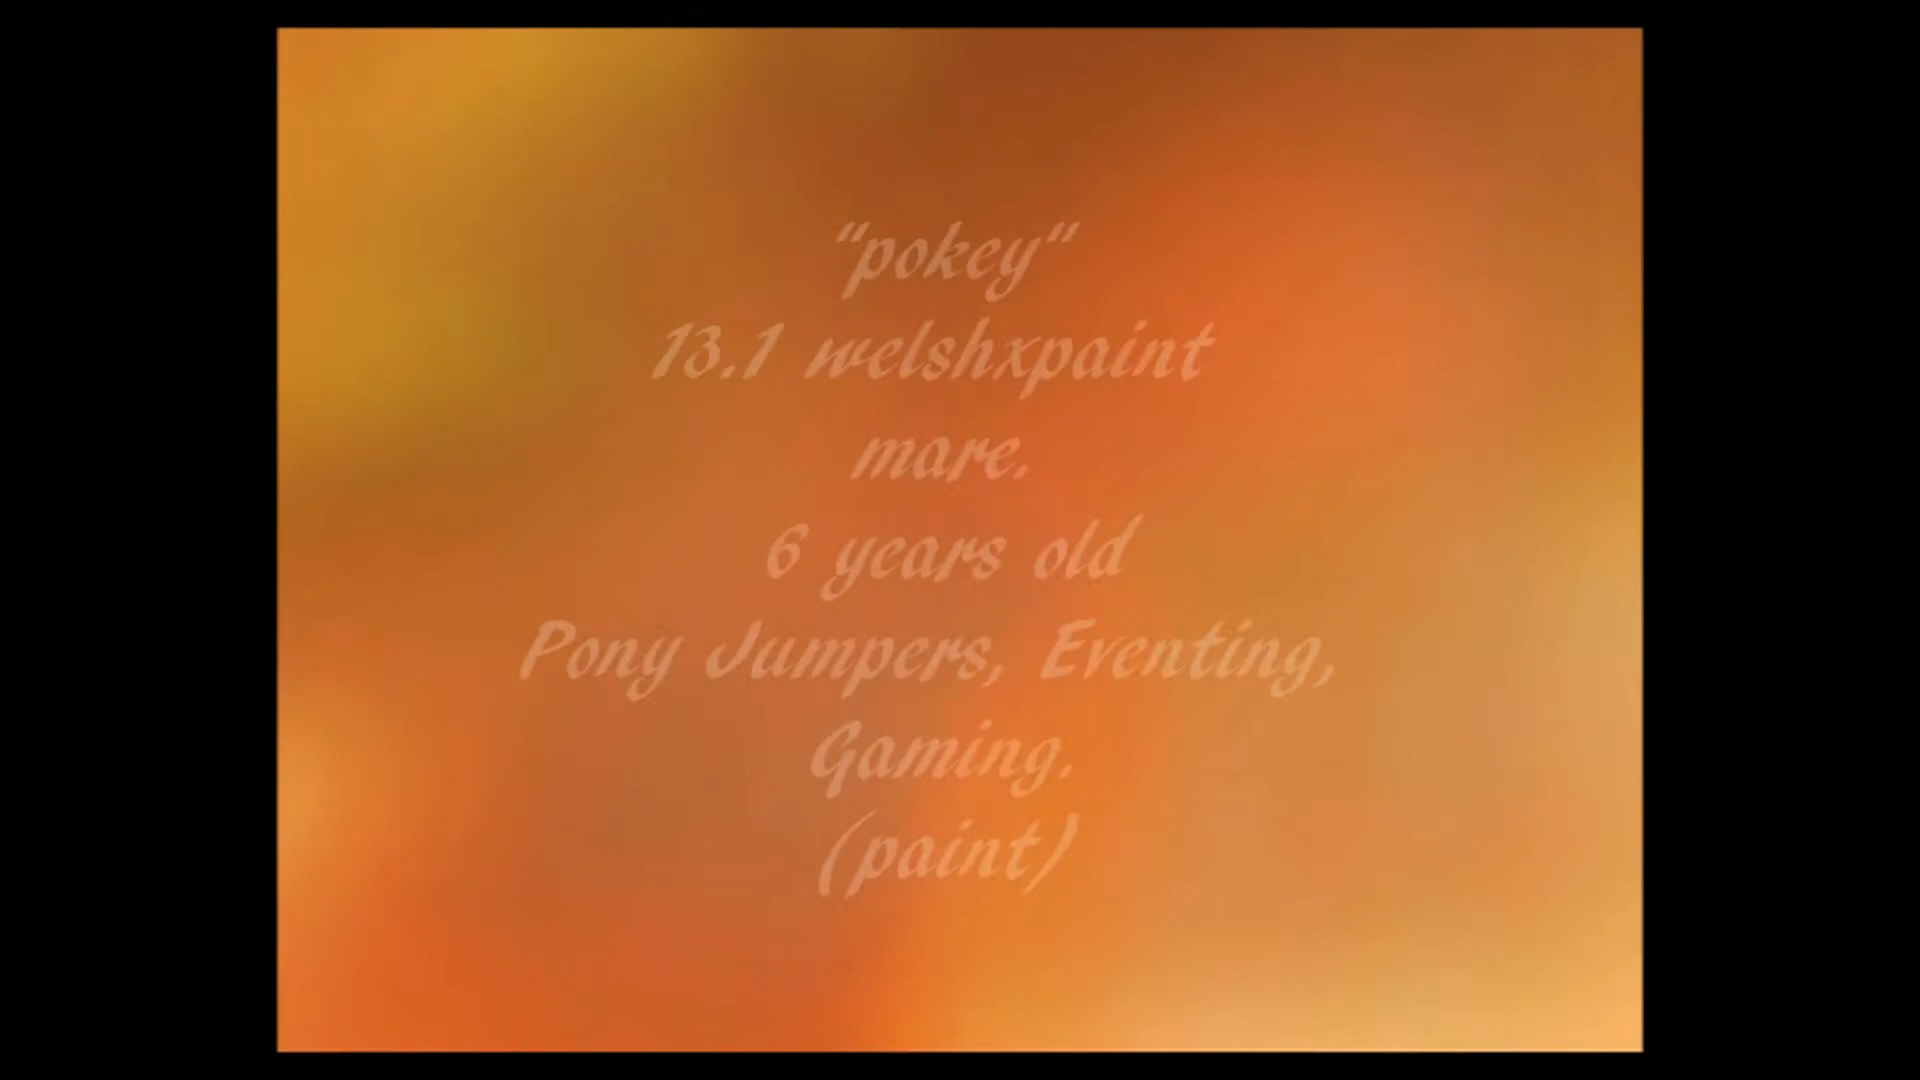 "pokey"
13.1 welshxpaint
mare.
6 years old
Pony Jumpers, Eventing,
Gaming.
(paint)